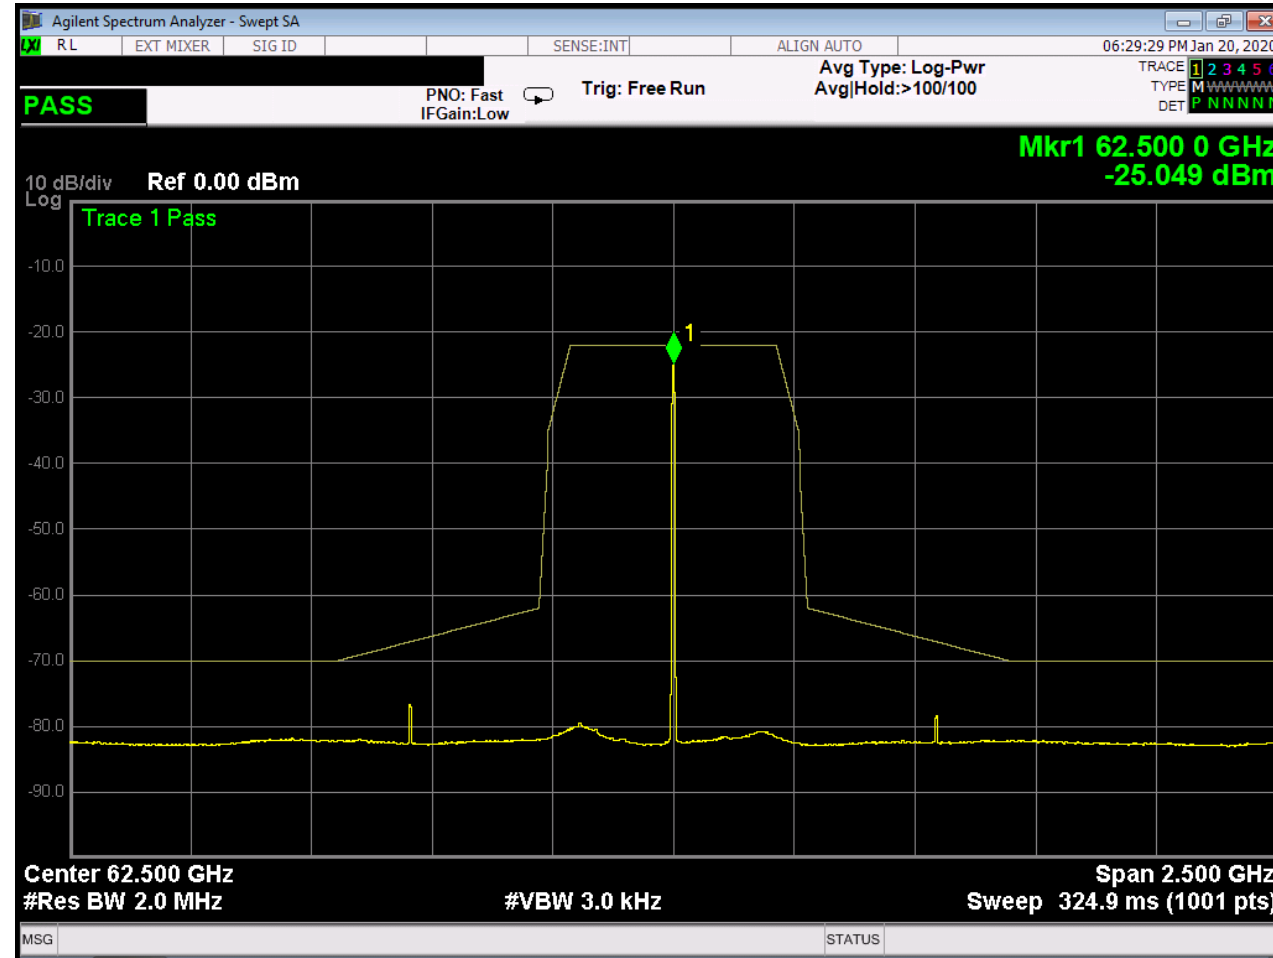 Agilent Spectrum Analyzer - Swept SA
LXI RL EXT MIXER SIG ID SENSE:INT ALIGN AUTO 06:29:29 PM Jan 20, 2020
Avg Type: Log-Pwr TRACE 1 2 3 4 5 6
PASS PNO: Fast Trig: Free Run Avg|Hold:>100/100 TYPE M WWWWW
IFGain:Low DET P N N N N N
Mkr1 62.500 0 GHz
10 dB/div Ref 0.00 dBm -25.049 dBm
Log
Trace 1 Pass
-10.0
1
-20.0
-30.0
-40.0
-50.0
-60.0
-70.0
-80.0
-90.0
Center 62.500 GHz Span 2.500 GHz
#Res BW 2.0 MHz #VBW 3.0 kHz Sweep 324.9 ms (1001 pts)
MSG STATUS